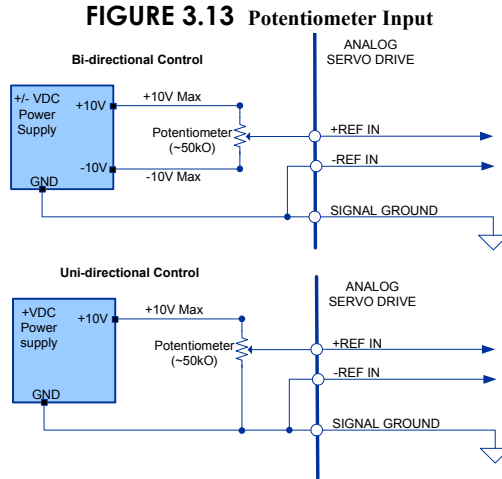 FIGURE 3.13 Potentiometer Input
Bi-directional Control
ANALOG
SERVO DRIVE
+/- VDC
Power
Supply
+10V
-10V
GND
+10V Max
Potentiometer
(~50kO)
-10V Max
+REF IN
-REF IN
SIGNAL GROUND
Uni-directional Control
ANALOG
SERVO DRIVE
+VDC
Power
supply
+10V
GND
+10V Max
Potentiometer
(~50kO)
+REF IN
-REF IN
SIGNAL GROUND